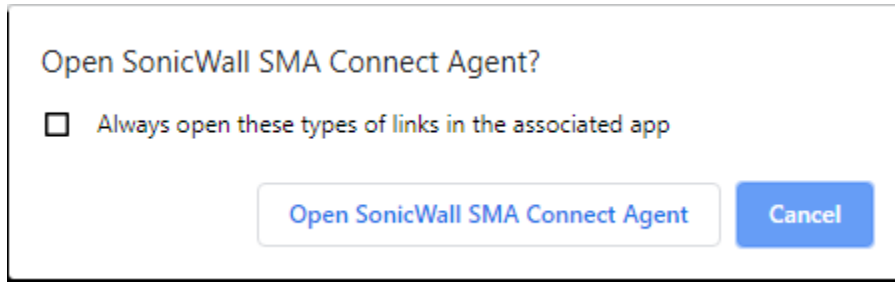 Open SonicWall SMA Connect Agent?
Always open these types of links in the associated app
Open SonicWall SMA Connect Agent
Cancel